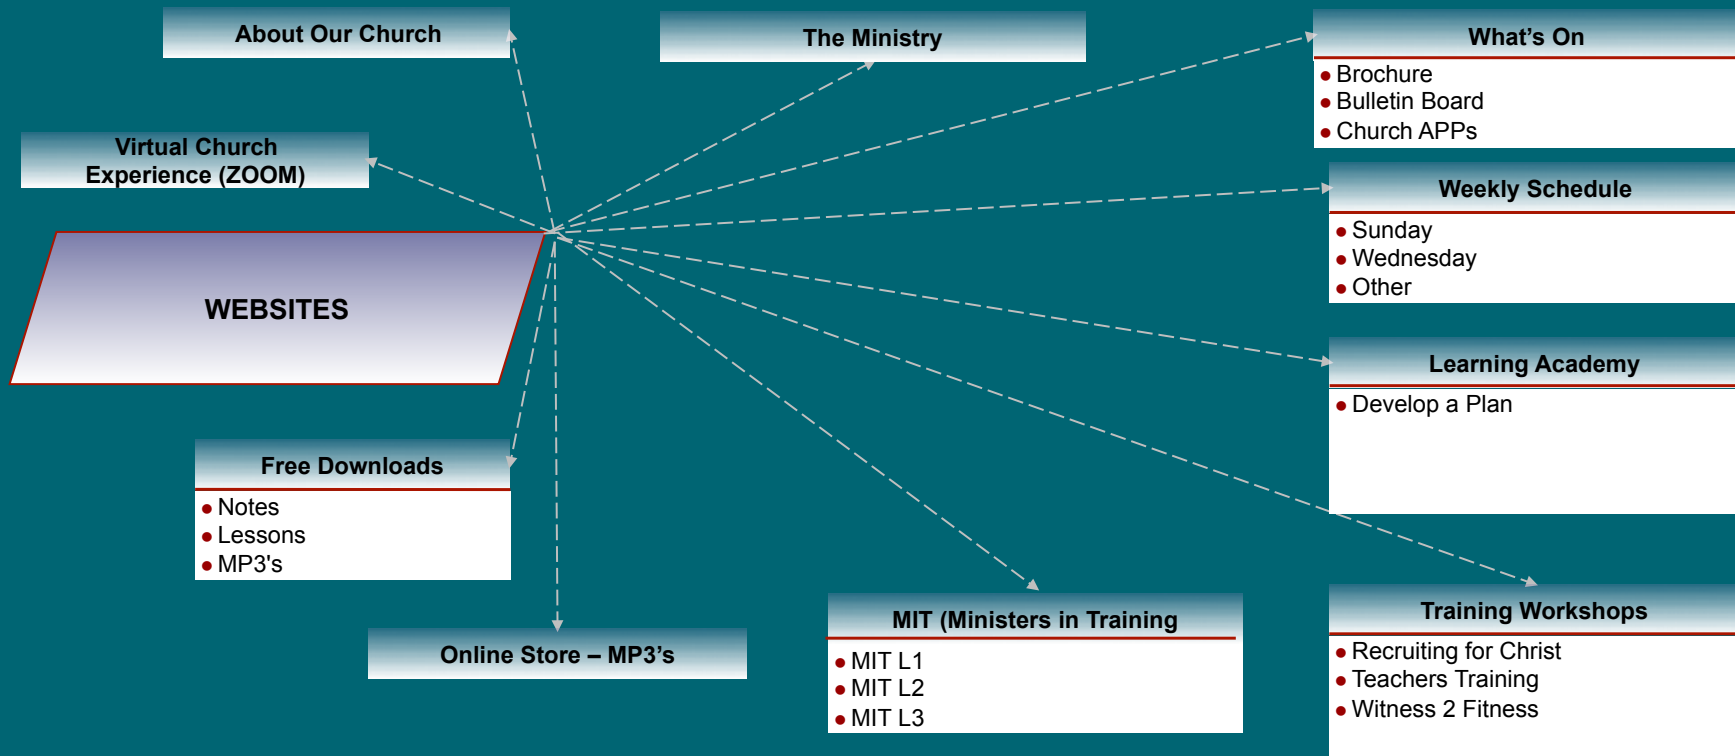 About Our Church
The Ministry
What’s On
• Brochure
• Bulletin Board
• Church APPs
Virtual Church
Experience (ZOOM)
Weekly Schedule
• Sunday
• Wednesday
• Other
WEBSITES
Learning Academy
• Develop a Plan
Free Downloads
• Notes
• Lessons
• MP3's
Online Store – MP3’s
MIT (Ministers in Training
• MIT L1
• MIT L2
• MIT L3
Training Workshops
• Recruiting for Christ
• Teachers Training
• Witness 2 Fitness